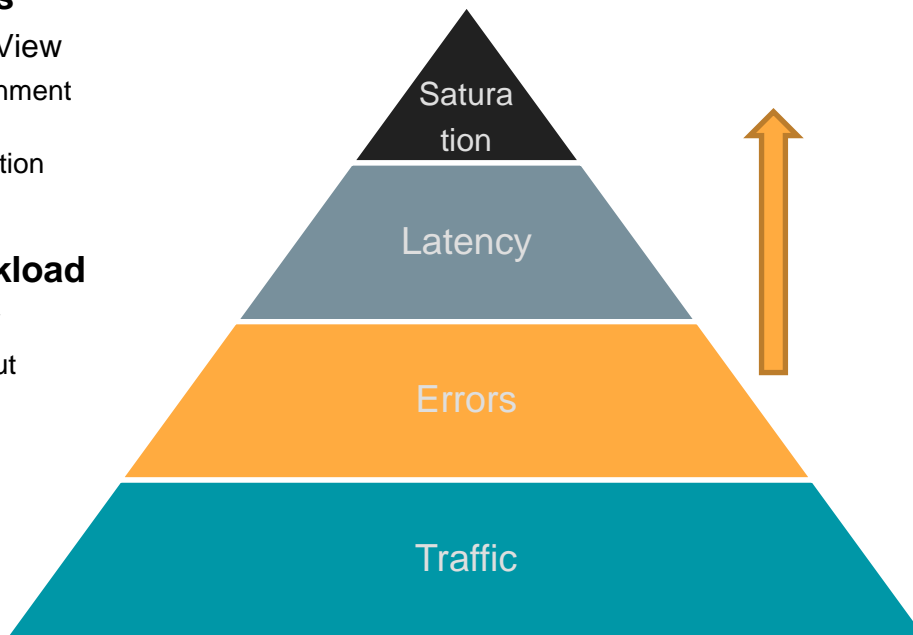 s
View
nment
tion
kload
ut
Satura
tion
Latency
Errors
Traffic